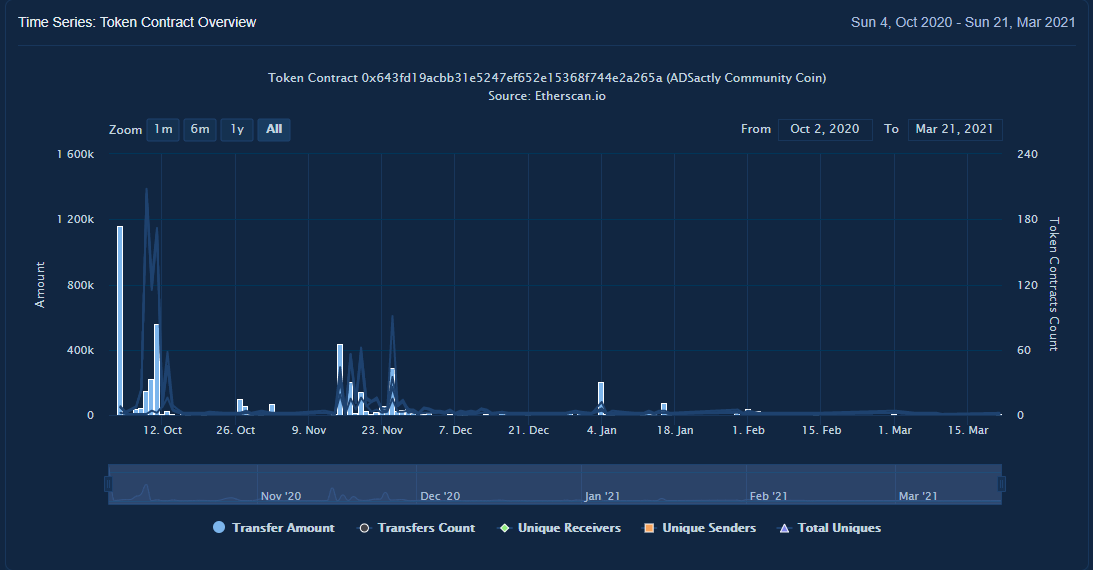 Time Series: Token Contract Overview
Sun 4, Oct 2020 - Sun 21, Mar 2021
Token Contract 0x643fd19acbb31e5247ef652e15368f744e2a265a (ADSactly Community Coin)
Source: Etherscan.io
Zoom 1m 6m 1y All
From Oct 2, 2020 To Mar 21, 2021
1 600k
1 200k
800k
400k
0
Amount
240
180
120
60
0
Token Contracts Count
12. Oct 26. Oct 9. Nov 23. Nov 7. Dec 21. Dec 4. Jan 18. Jan 1. Feb 15. Feb 1. Mar 15. Mar
Nov '20 Dec '20 Jan '21 Feb '21 Mar '21
Transfer Amount Transfers Count Unique Receivers Unique Senders Total Uniques